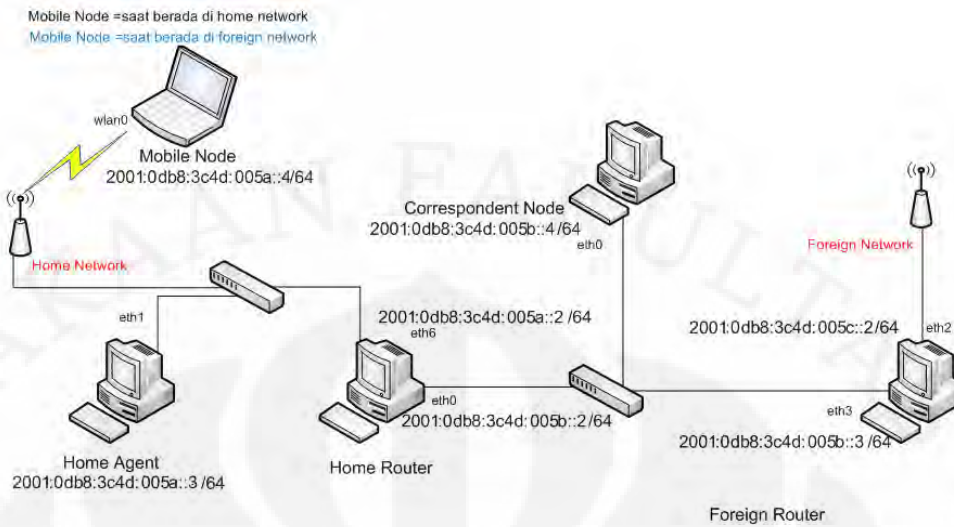 Mobile Node =saat berada di home network
Mobile Node =saat berada di foreign network
wlan0
Mobile Node
2001:0db8:3c4d:005a::4/64
Correspondent Node
2001:0db8:3c4d:005b::4/64
eth0
Home Network
Foreign Network
eth1
2001:0db8:3c4d:005a::2/64
eth6
2001:0db8:3c4d:005c::2/64
eth2
eth0
2001:0db8:3c4d:005b::2/64
eth3
2001:0db8:3c4d:005b::3/64
Home Agent
2001:0db8:3c4d:005a::3/64
Home Router
Foreign Router
AKAAN FAKULTA